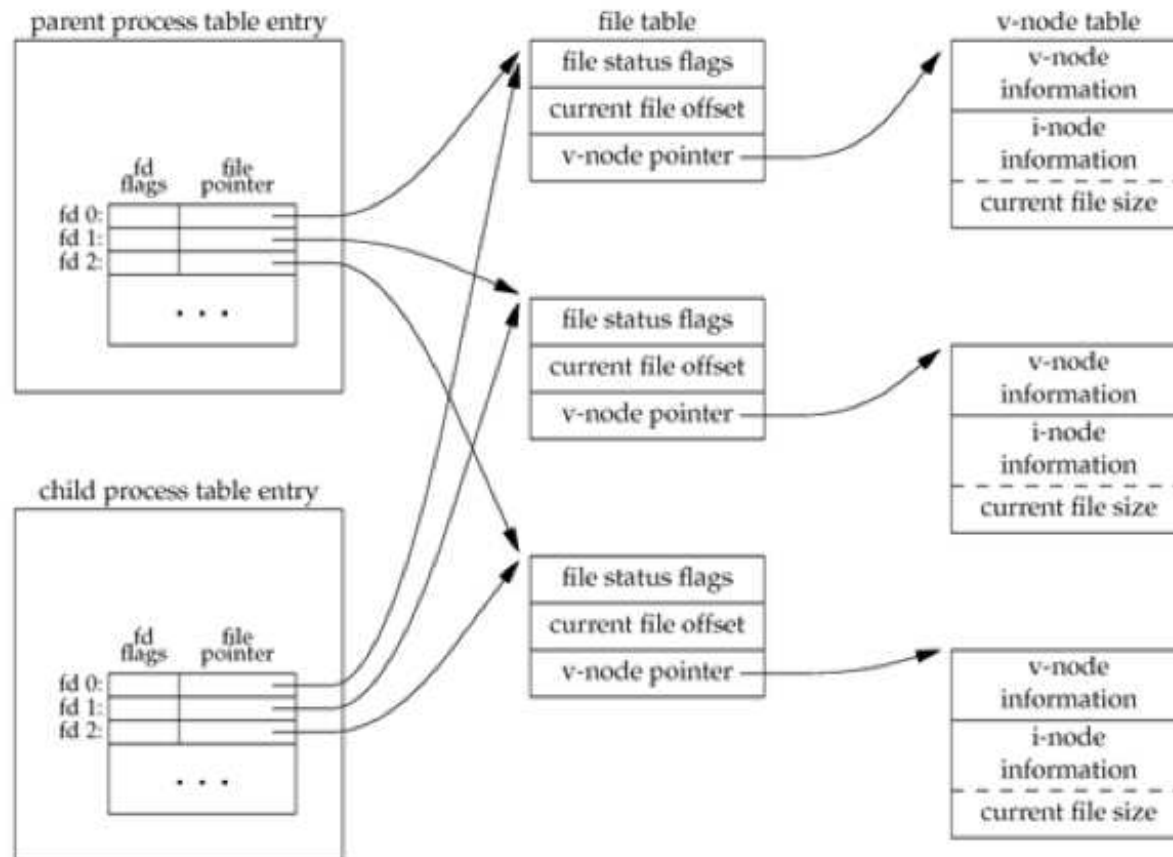 parent process table entry
fd
flags
file
pointer
fd 0:
fd 1:
fd 2:
. . .
child process table entry
fd
flags
file
pointer
fd 0:
fd 1:
fd 2:
. . .
file table
file status flags
current file offset
v-node pointer
file status flags
current file offset
v-node pointer
file status flags
current file offset
v-node pointer
v-node table
v-node
information
i-node
information
current file size
v-node
information
i-node
information
current file size
v-node
information
i-node
information
current file size